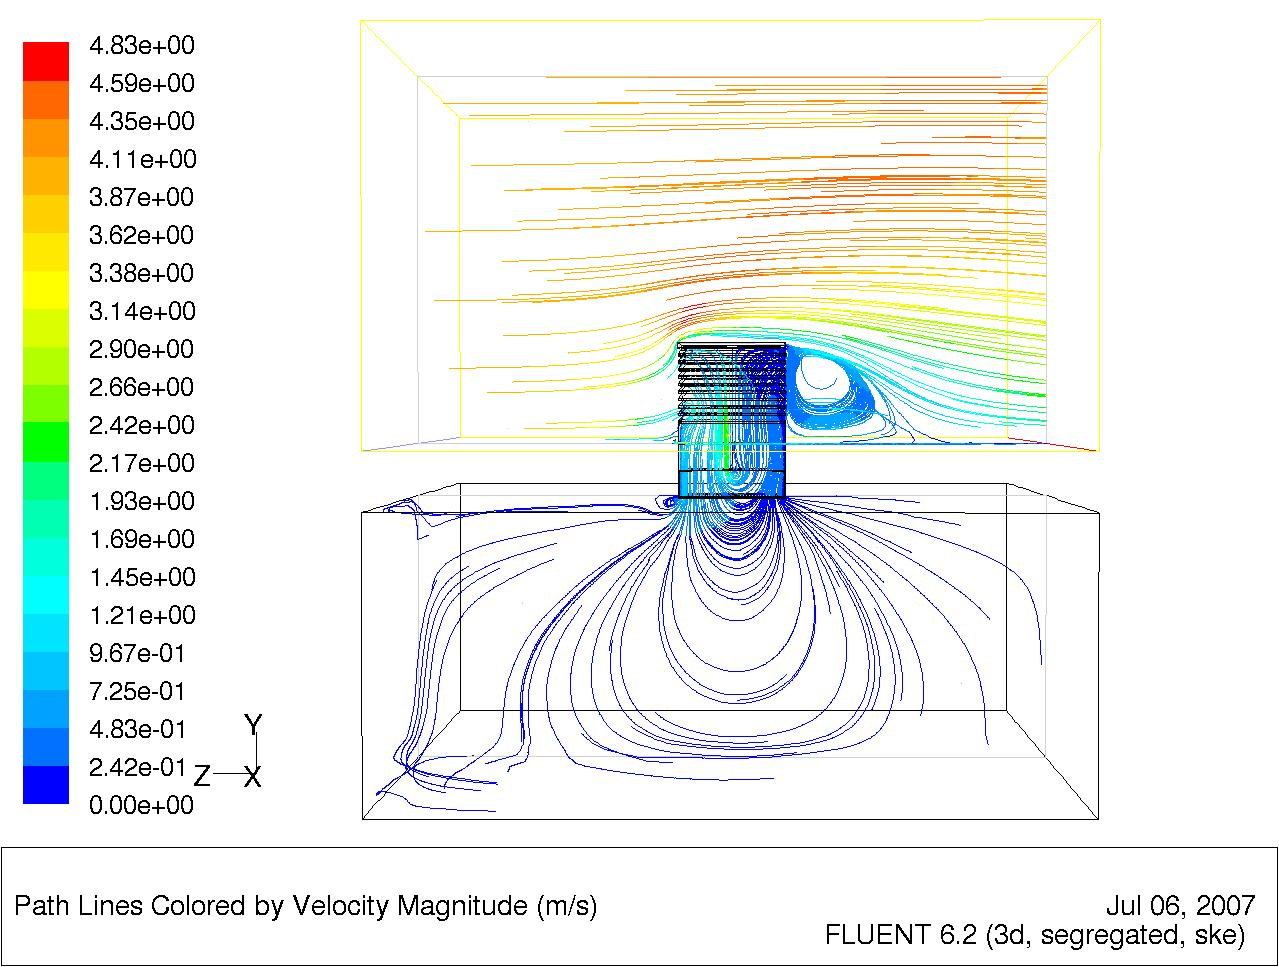 4.83e+00
4.59e+00
4.35e+00
4.11e+00
3.87e+00
3.62e+00
3.38e+00
3.14e+00
2.90e+00
2.66e+00
2.42e+00
2.17e+00
1.93e+00
1.69e+00
1.45e+00
1.21e+00
9.67e-01
7.25e-01
4.83e-01
2.42e-01
0.00e+00
Y
Z X
Path Lines Colored by Velocity Magnitude (m/s)
Jul 06, 2007
FLUENT 6.2 (3d, segregated, ske)